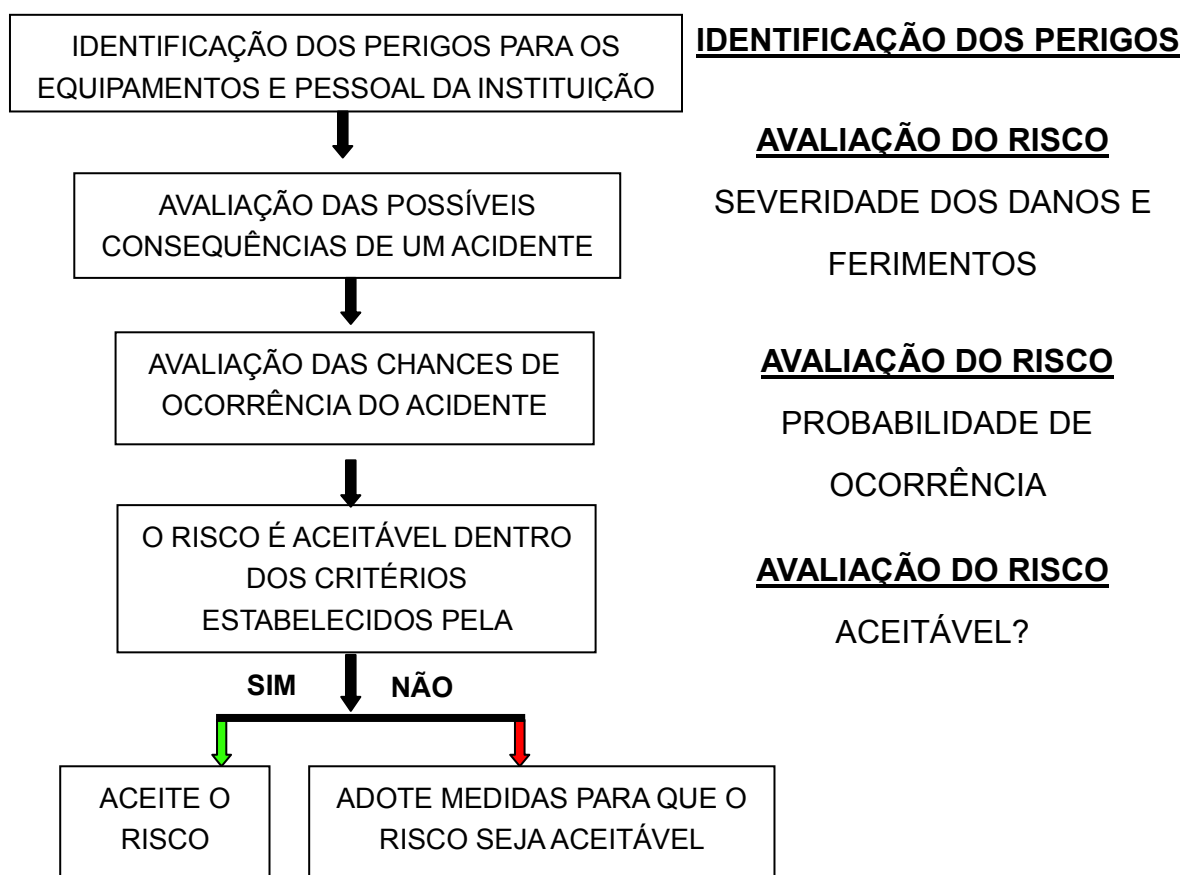 IDENTIFICAÇÃO DOS PERIGOS PARA OS
EQUIPAMENTOS E PESSOAL DA INSTITUIÇÃO
IDENTIFICAÇÃO DOS PERIGOS
AVALIAÇÃO DAS POSSÍVEIS
CONSEQUÊNCIAS DE UM ACIDENTE
AVALIAÇÃO DO RISCO
SEVERIDADE DOS DANOS E
FERIMENTOS
AVALIAÇÃO DAS CHANCES DE
OCORRÊNCIA DO ACIDENTE
AVALIAÇÃO DO RISCO
PROBABILIDADE DE
OCORRÊNCIA
O RISCO É ACEITÁVEL DENTRO
DOS CRITÉRIOS
ESTABELECIDOS PELA
AVALIAÇÃO DO RISCO
ACEITÁVEL?
SIM
NÃO
ACEITE O
RISCO
ADOTE MEDIDAS PARA QUE O
RISCO SEJA ACEITÁVEL